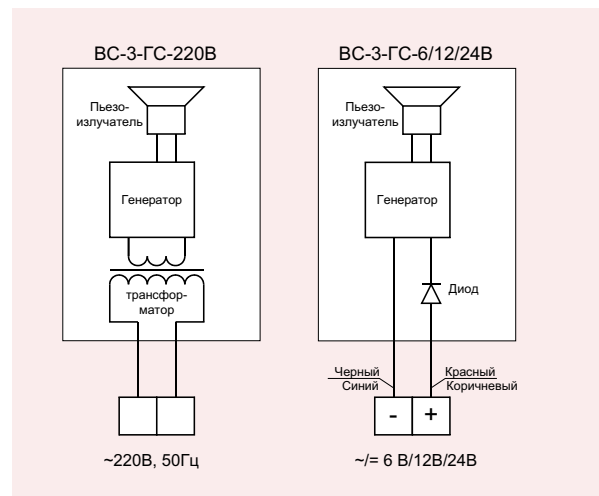 ВС-3-ГС-220В
Пьезо-
излучатель
Генератор
трансфор-
матор
~220В, 50Гц
ВС-3-ГС-6/12/24В
Пьезо-
излучатель
Генератор
Диод
Черный
Синий
Красный
Коричневый
- +
~/= 6 В/12В/24В